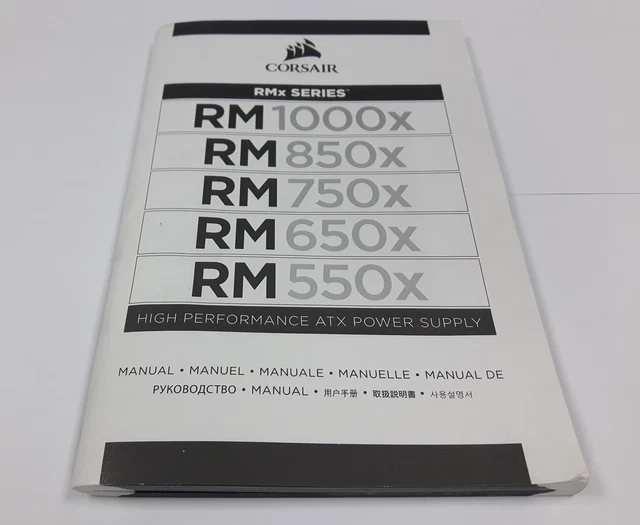 CORSAIR
RMx SERIES™
RM1000x
RM850x
RM750x
RM650x
RM550x
HIGH PERFORMANCE ATX POWER SUPPLY
MANUAL • MANUEL • MANUALE • MANUELLE • MANUAL DE
РУКОВОДСТВО • MANUAL • 用户手册 • 取扱説明書 • 사용설명서